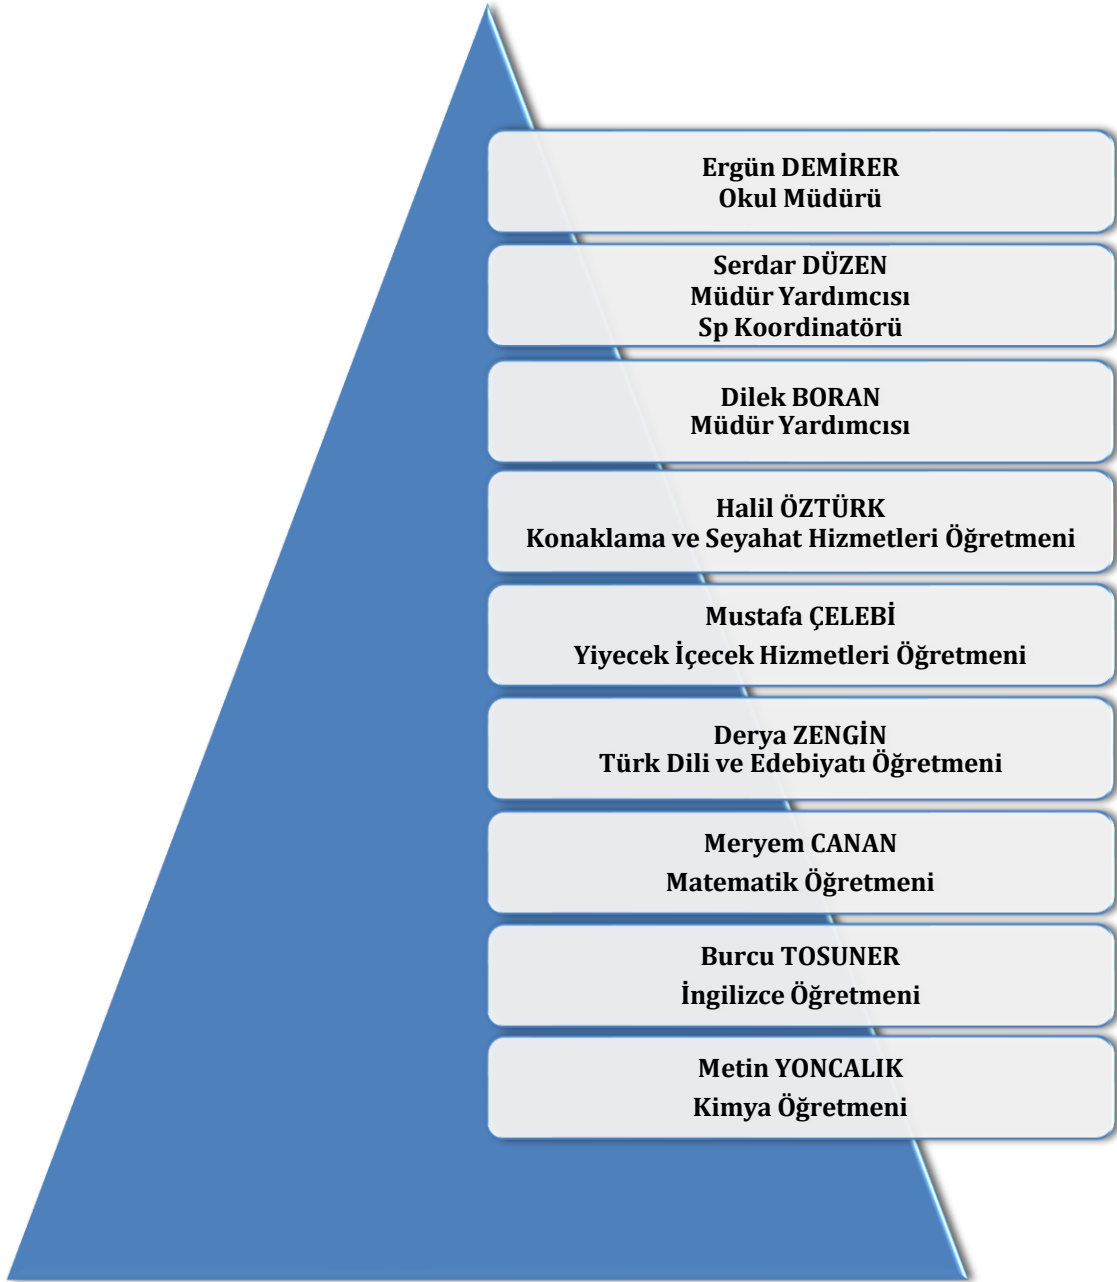 Ergün DEMİRER
Okul Müdürü
Serdar DÜZEN
Müdür Yardımcısı
Sp Koordinatörü
Dilek BORAN
Müdür Yardımcısı
Halil ÖZTÜRK
Konaklama ve Seyahat Hizmetleri Öğretmeni
Mustafa ÇELEBİ
Yiyecek İçecek Hizmetleri Öğretmeni
Derya ZENGİN
Türk Dili ve Edebiyatı Öğretmeni
Meryem CANAN
Matematik Öğretmeni
Burcu TOSUNER
İngilizce Öğretmeni
Metin YONCALIK
Kimya Öğretmeni